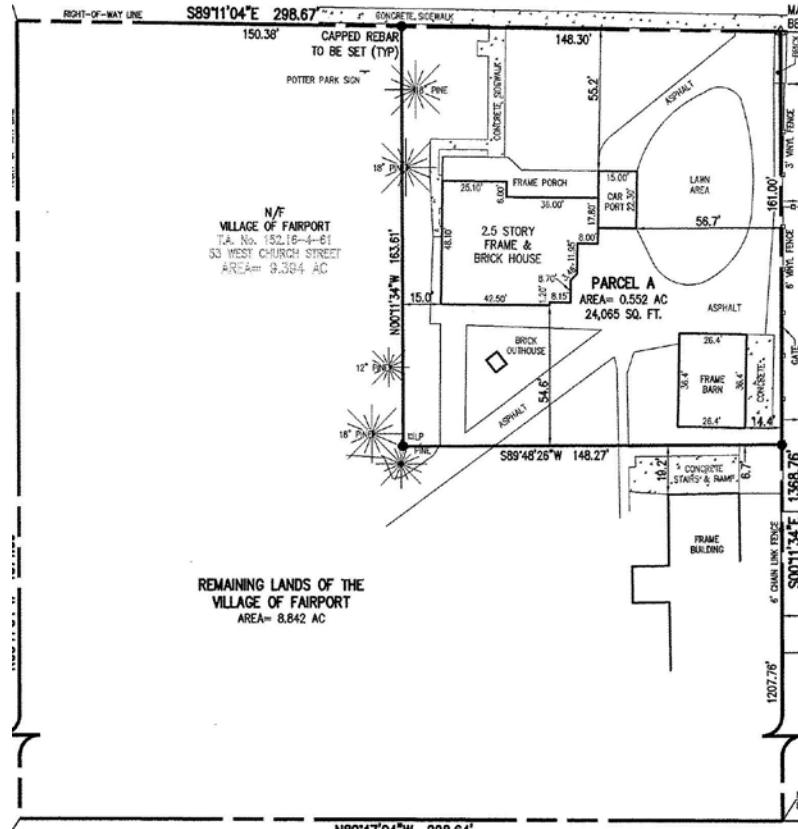 RIGHT-OF-WAY LINE
S89°11'04"E 298.67'
CONCRETE SIDEWALK
150.38'
CAPPED REBAR
TO BE SET (TYP)
148.30'
POTTER PARK SIGN
PINE
CONCRETE SIDEWALK
55.2'
ASPHALT
3' VINYL FENCE
18" PINE
FRAME PORCH
25.10'
6.00'
36.00'
15.00'
CAR
PORT
22.30'
LAWN
AREA
161.00'
N/F
VILLAGE OF FAIRPORT
T.A. No. 152.16-4-61
53 WEST CHURCH STREET
AREA= 9.394 AC
N00°11'34"W 163.61'
48.10'
2.5 STORY
FRAME &
BRICK HOUSE
17.80'
8.00'
56.7'
6' VINYL FENCE
11.95'
8.70'
1.20'
8.15'
PARCEL A
AREA= 0.552 AC
24,065 SQ. FT.
15.0'
42.50'
ASPHALT
BRICK
OUTHOUSE
54.6'
ASPHALT
26.4'
36.4'
FRAME
BARN
36.4'
26.4'
CONCRETE
14.4'
GATE
12" PINE
18" PINE
LP
PINE
S89°48'26"W 148.27'
19.2'
CONCRETE
STAIRS & RAMP
6.7'
FRAME
BUILDING
6' CHAIN LINK FENCE
S00°11'34"E 1368.76'
REMAINING LANDS OF THE
VILLAGE OF FAIRPORT
AREA= 8.842 AC
1207.76'